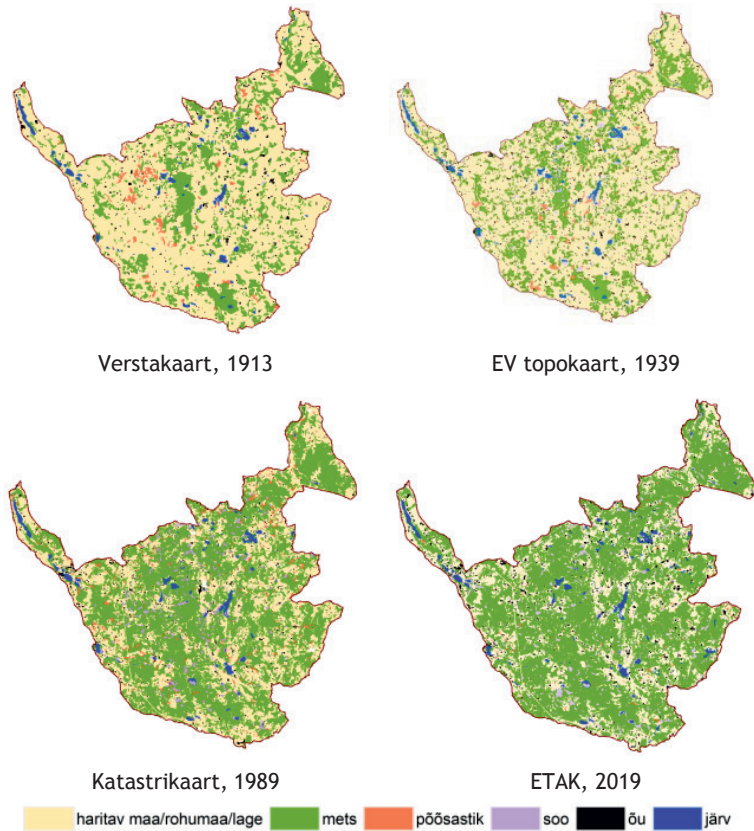 Verstakaart, 1913
EV topokaart, 1939
Katastrikaart, 1989
ETAK, 2019
haritav maa/rohumaa/lage mets põõsastik soo õu järv